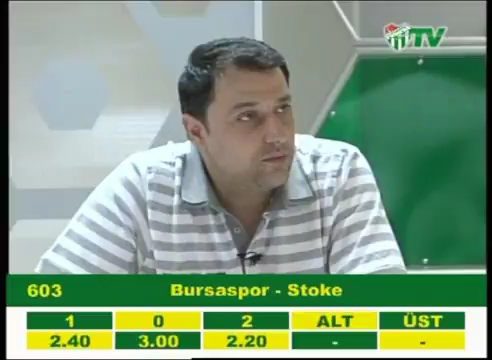 TV
603 Bursaspor - Stoke
1 0 2 ALT ÜST
2.40 3.00 2.20 - -